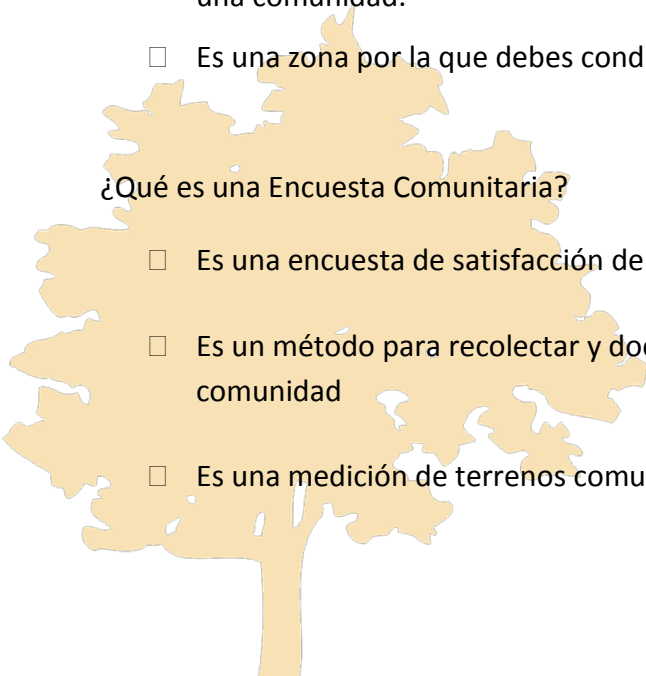 una comunidad.
☐ Es una zona por la que debes cond
¿Qué es una Encuesta Comunitaria?
☐ Es una encuesta de satisfacción de
☐ Es un método para recolectar y do
comunidad
☐ Es una medición de terrenos comu